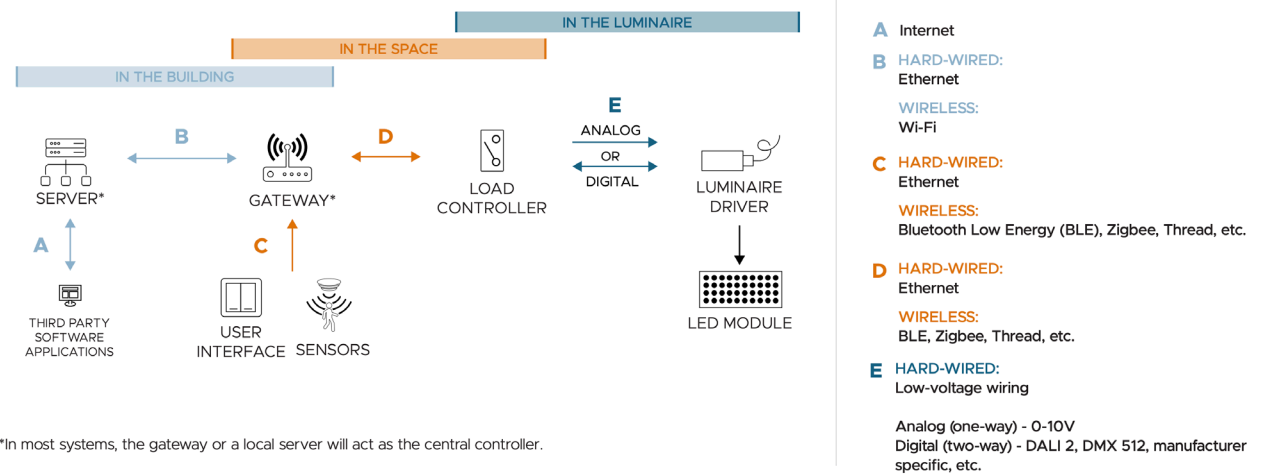 IN THE LUMINAIRE
IN THE SPACE
IN THE BUILDING
B
D
E
ANALOG
OR
DIGITAL
SERVER*
GATEWAY*
LOAD
CONTROLLER
LUMINAIRE
DRIVER
A
C
THIRD PARTY
SOFTWARE
APPLICATIONS
USER
INTERFACE
SENSORS
LED MODULE
*In most systems, the gateway or a local server will act as the central controller.
A Internet
B HARD-WIRED:
Ethernet
WIRELESS:
Wi-Fi
C HARD-WIRED:
Ethernet
WIRELESS:
Bluetooth Low Energy (BLE), Zigbee, Thread, etc.
D HARD-WIRED:
Ethernet
WIRELESS:
BLE, Zigbee, Thread, etc.
E HARD-WIRED:
Low-voltage wiring
Analog (one-way) - 0-10V
Digital (two-way) - DALI 2, DMX 512, manufacturer
specific, etc.